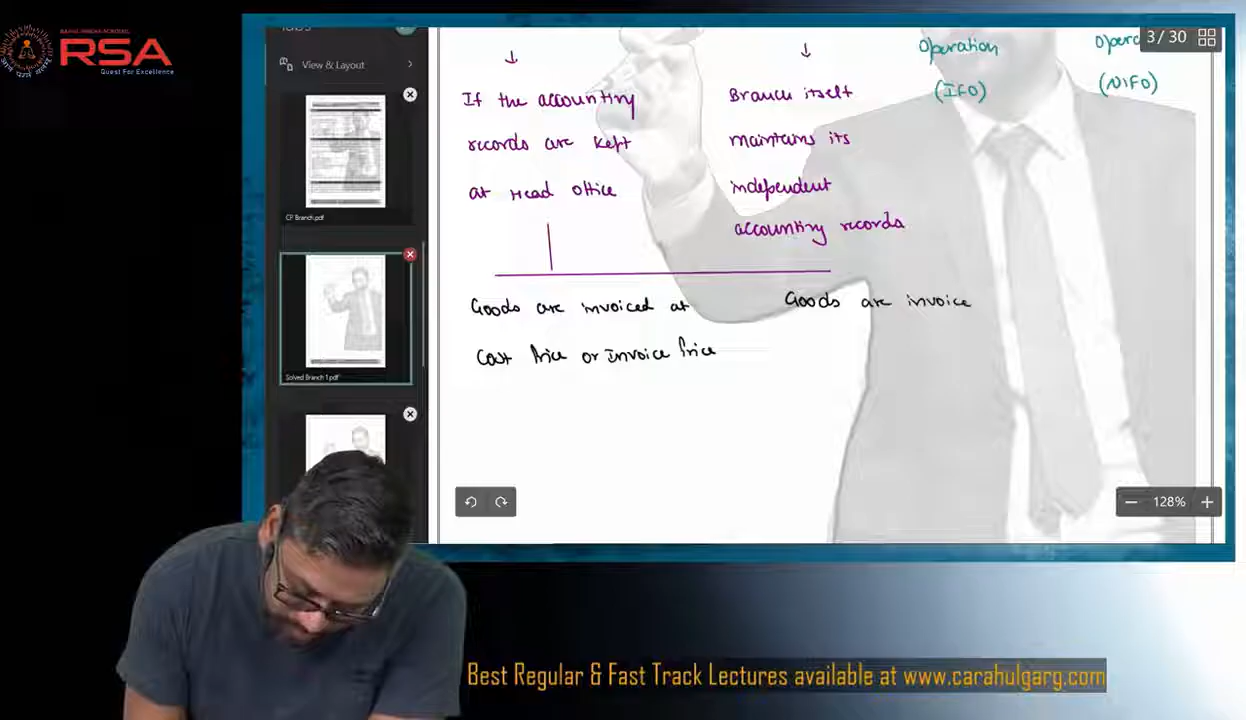 RAHUL SINGHAL ACADEMY
RSA
Quest For Excellence
View & Layout
3 / 30
CP Branch.pdf
Solved Branch 1.pdf
Operation
(IFO)
(NIFO)
If the accounting
records are kept
at Head office
Branch itself
maintains its
independent
accounting records
Goods are invoiced at
Cost Price or Invoice Price
Goods are invoice
128%
Best Regular & Fast Track Lectures available at www.carahulgarg.com